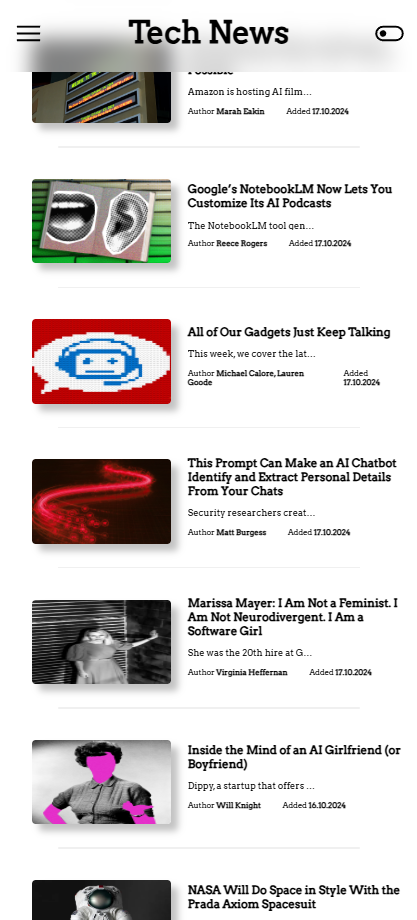 Tech News
Possible
Amazon is hosting AI film…
Author Marah Eakin Added 17.10.2024
Google’s NotebookLM Now Lets You
Customize Its AI Podcasts
The NotebookLM tool gen…
Author Reece Rogers Added 17.10.2024
All of Our Gadgets Just Keep Talking
This week, we cover the lat…
Author Michael Calore, Lauren Added
Goode 17.10.2024
This Prompt Can Make an AI Chatbot
Identify and Extract Personal Details
From Your Chats
Security researchers creat…
Author Matt Burgess Added 17.10.2024
Marissa Mayer: I Am Not a Feminist. I
Am Not Neurodivergent. I Am a
Software Girl
She was the 20th hire at G…
Author Virginia Heffernan Added 17.10.2024
Inside the Mind of an AI Girlfriend (or
Boyfriend)
Dippy, a startup that offers …
Author Will Knight Added 16.10.2024
NASA Will Do Space in Style With the
Prada Axiom Spacesuit